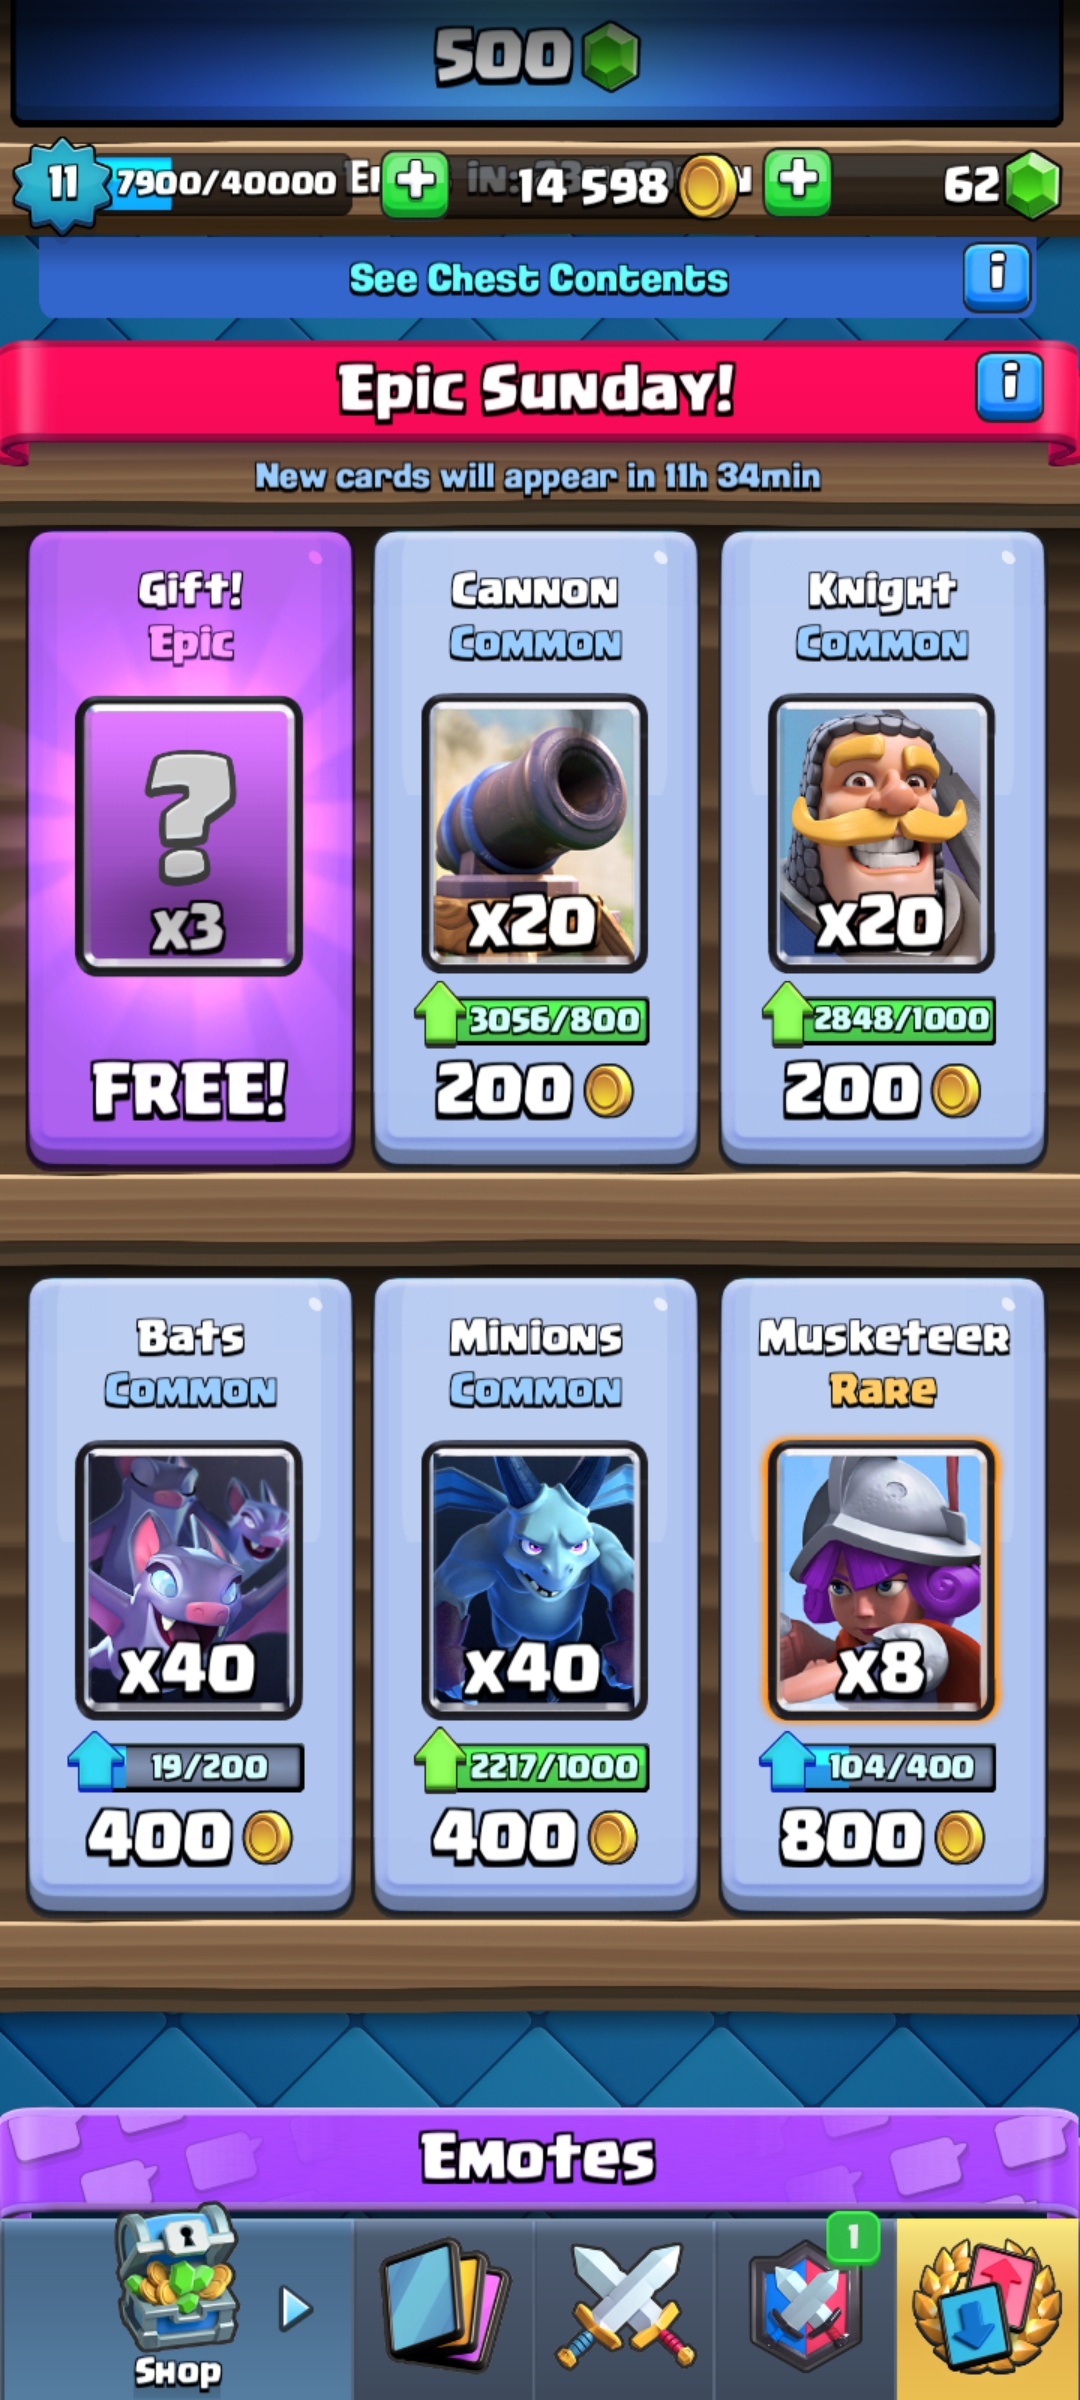 500
11
7900/40000
14 598
62
See Chest Contents
i
Epic Sunday!
i
New cards will appear in 11h 34min
Gift!
Epic
?
x3
FREE!
Cannon
Common
x20
3056/800
200
Knight
Common
x20
2848/1000
200
Bats
Common
x40
19/200
400
Minions
Common
x40
2217/1000
400
Musketeer
Rare
x8
104/400
800
Emotes
Shop
1